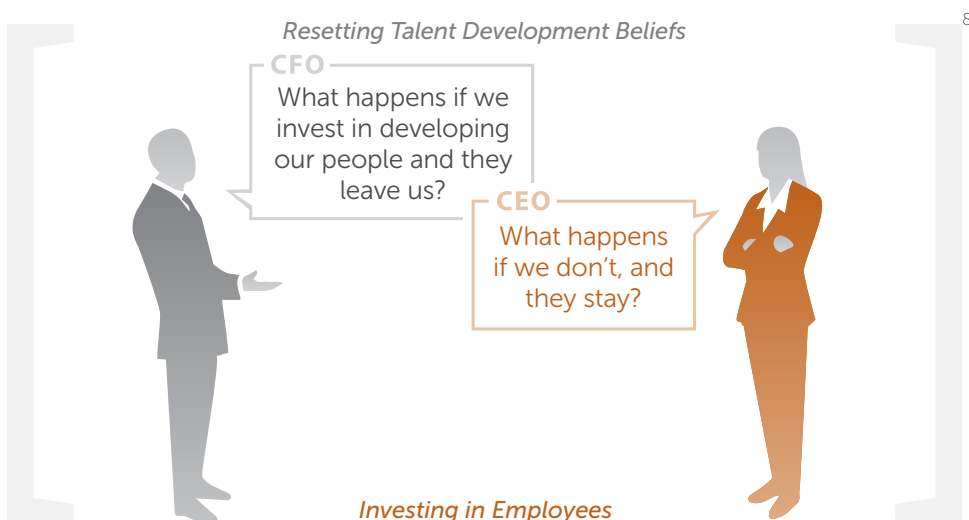 8
Resetting Talent Development Beliefs
CFO
What happens if we
invest in developing
our people and they
leave us?
CEO
What happens
if we don’t, and
they stay?
Investing in Employees